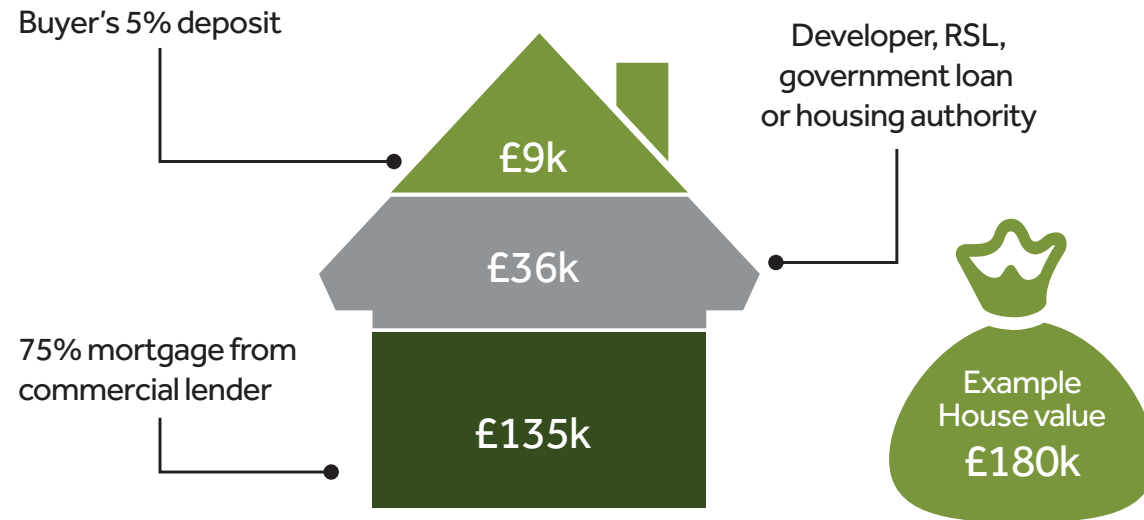 Buyer’s 5% deposit
Developer, RSL,
government loan
or housing authority
£9k
£36k
75% mortgage from
commercial lender
£135k
Example
House value
£180k